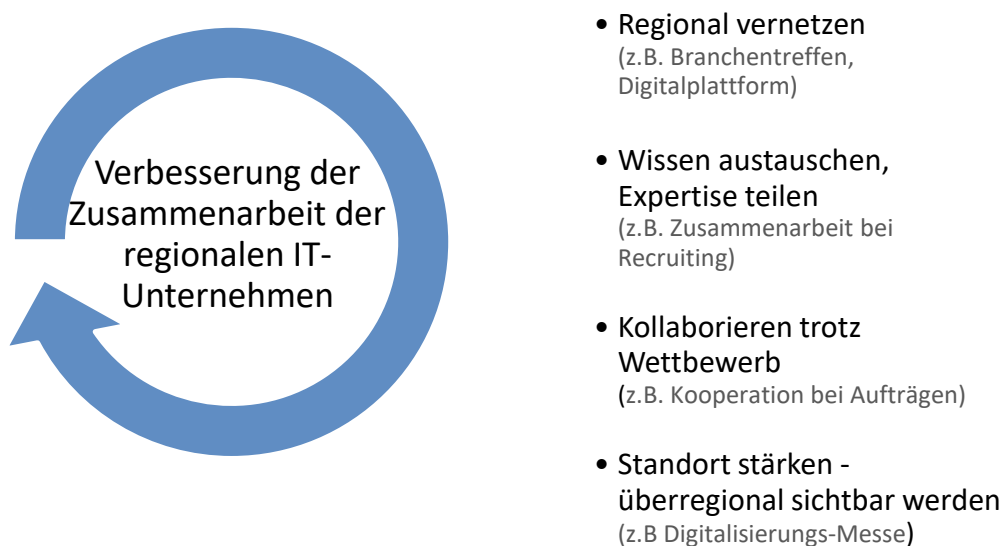 Verbesserung der
Zusammenarbeit der
regionalen IT-
Unternehmen
• Regional vernetzen
(z.B. Branchentreffen,
Digitalplattform)
• Wissen austauschen,
Expertise teilen
(z.B. Zusammenarbeit bei
Recruiting)
• Kollaborieren trotz
Wettbewerb
(z.B. Kooperation bei Aufträgen)
• Standort stärken -
überregional sichtbar werden
(z.B Digitalisierungs-Messe)